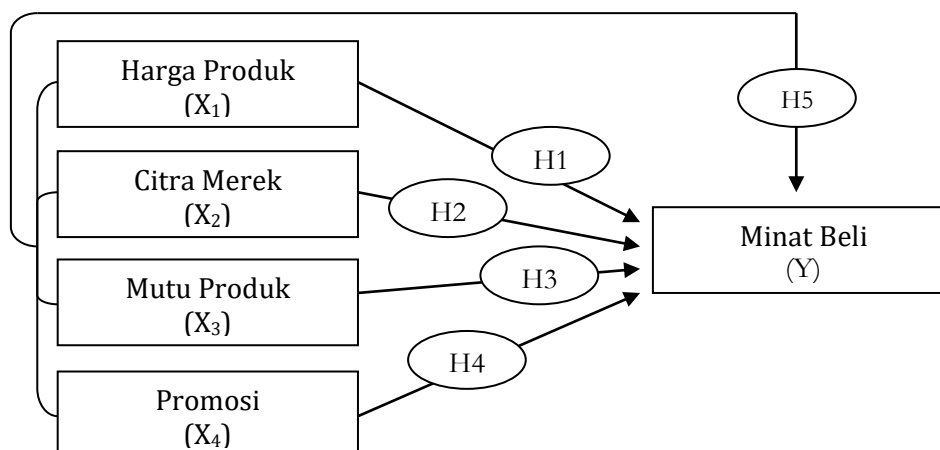 Harga Produk
(X₁)
H5
H1
Citra Merek
(X₂)
H2
Minat Beli
(Y)
Mutu Produk
(X₃)
H3
H4
Promosi
(X₄)